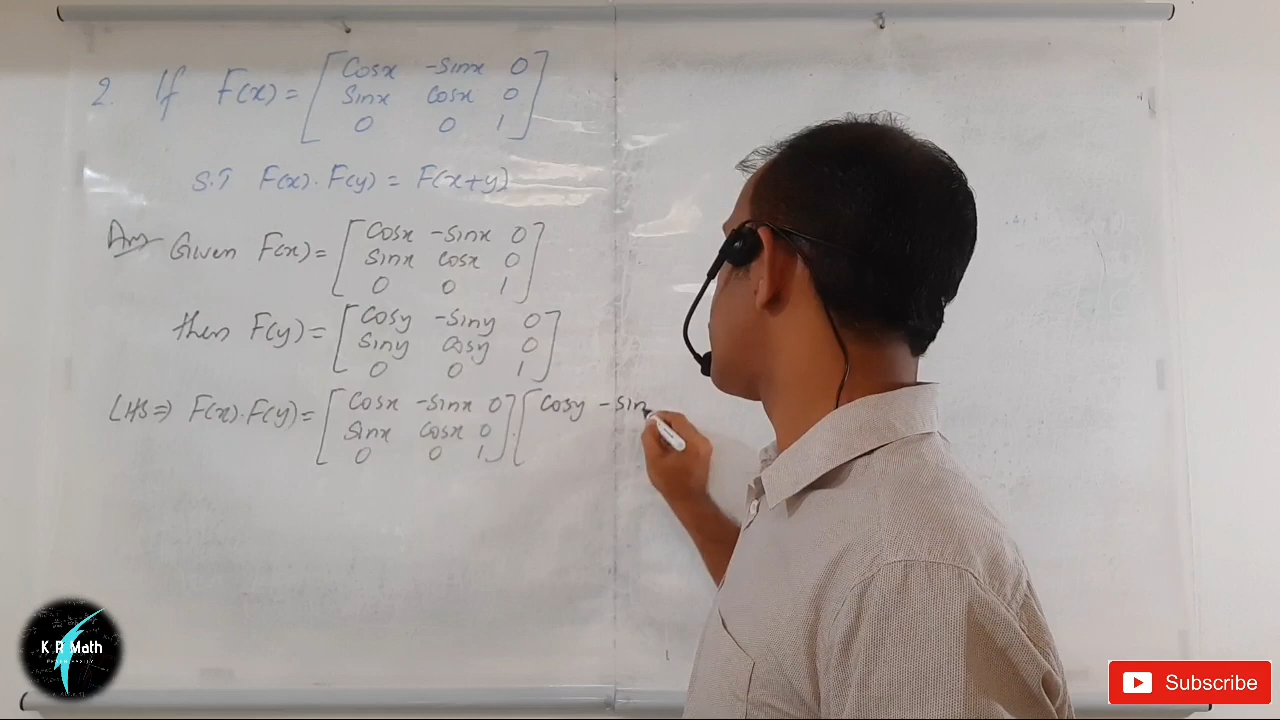 2. If F(x) = [ Cosx -Sinx 0
Sinx Cosx 0
0 0 1 ]
S.T F(x). F(y) = F(x+y)
Ans Given F(x) = [ Cosx -Sinx 0
Sinx Cosx 0
0 0 1 ]
then F(y) = [ Cosy -Siny 0
Siny Cosy 0
0 0 1 ]
LHS ⇒ F(x). F(y) = [ Cosx -Sinx 0 ] . [ Cosy -Sin
Sinx Cosx 0
0 0 1
K R Math
Subscribe